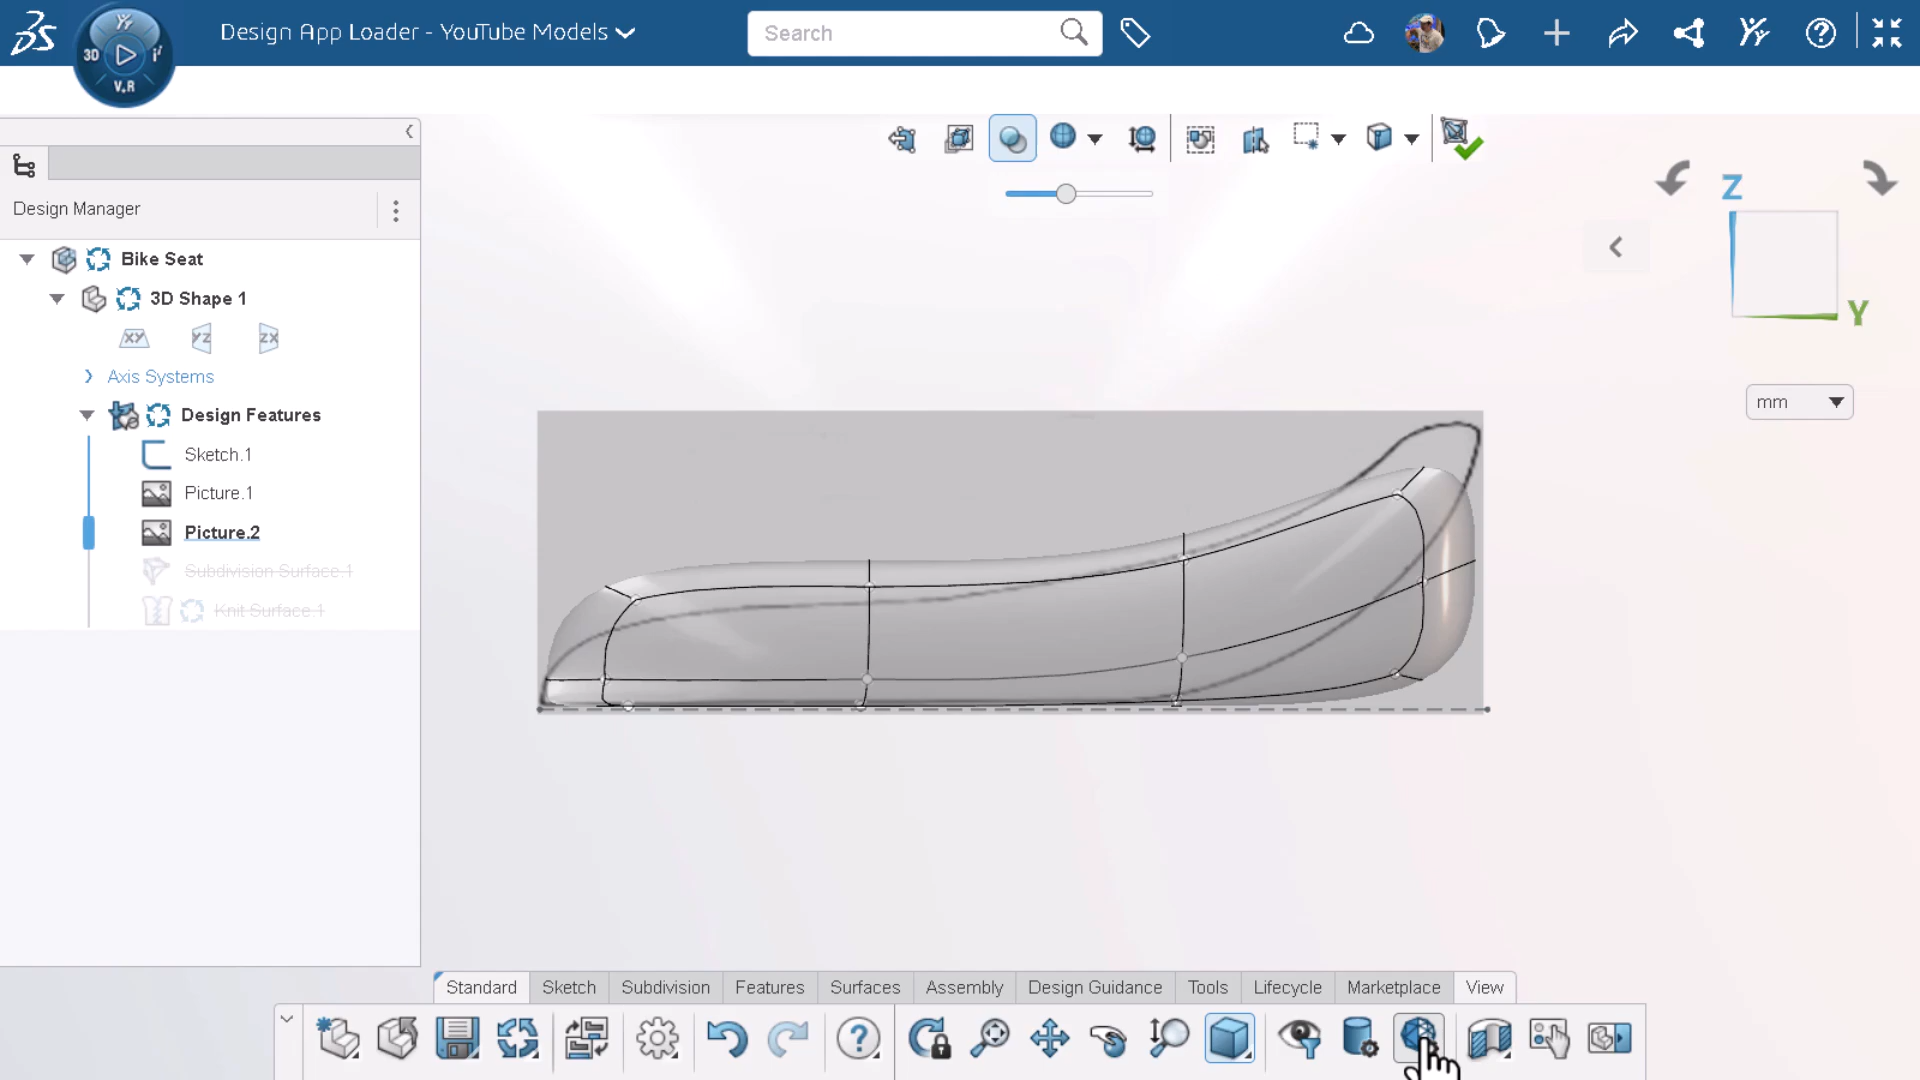 Design App Loader - YouTube Models
Search
3D
V.R
Design Manager
Bike Seat
3D Shape 1
XY
YZ
ZX
Axis Systems
Design Features
Sketch.1
Picture.1
Picture.2
Subdivision Surface.1
Knit Surface.1
Z
Y
mm
Standard
Sketch
Subdivision
Features
Surfaces
Assembly
Design Guidance
Tools
Lifecycle
Marketplace
View